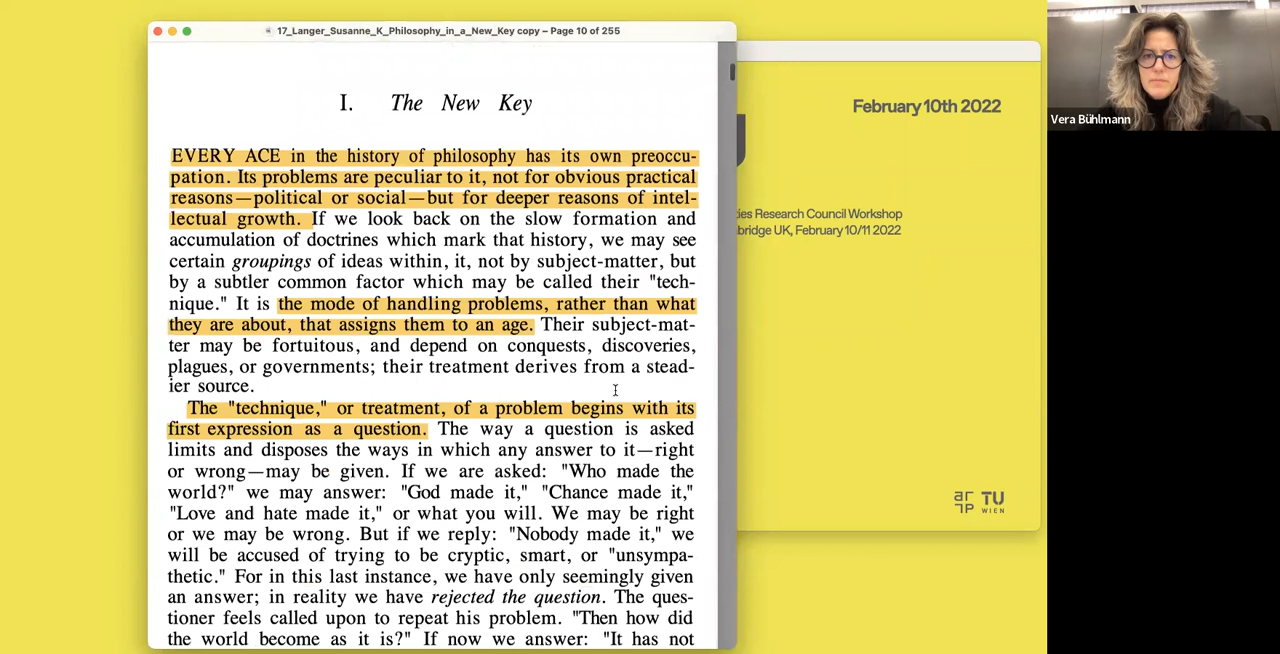 17_Langer_Susanne_K_Philosophy_in_a_New_Key copy – Page 10 of 255
I. The New Key
EVERY ACE in the history of philosophy has its own preoccu-
pation. Its problems are peculiar to it, not for obvious practical
reasons—political or social—but for deeper reasons of intel-
lectual growth. If we look back on the slow formation and
accumulation of doctrines which mark that history, we may see
certain groupings of ideas within, it, not by subject-matter, but
by a subtler common factor which may be called their "tech-
nique." It is the mode of handling problems, rather than what
they are about, that assigns them to an age. Their subject-mat-
ter may be fortuitous, and depend on conquests, discoveries,
plagues, or governments; their treatment derives from a stead-
ier source.
The "technique," or treatment, of a problem begins with its
first expression as a question. The way a question is asked
limits and disposes the ways in which any answer to it—right
or wrong—may be given. If we are asked: "Who made the
world?" we may answer: "God made it," "Chance made it,"
"Love and hate made it," or what you will. We may be right
or we may be wrong. But if we reply: "Nobody made it," we
will be accused of trying to be cryptic, smart, or "unsympa-
thetic." For in this last instance, we have only seemingly given
an answer; in reality we have rejected the question. The ques-
tioner feels called upon to repeat his problem. "Then how did
the world become as it is?" If now we answer: "It has not
February 10th 2022
ties Research Council Workshop
bridge UK, February 10/11 2022
TU
WIEN
Vera Bühlmann